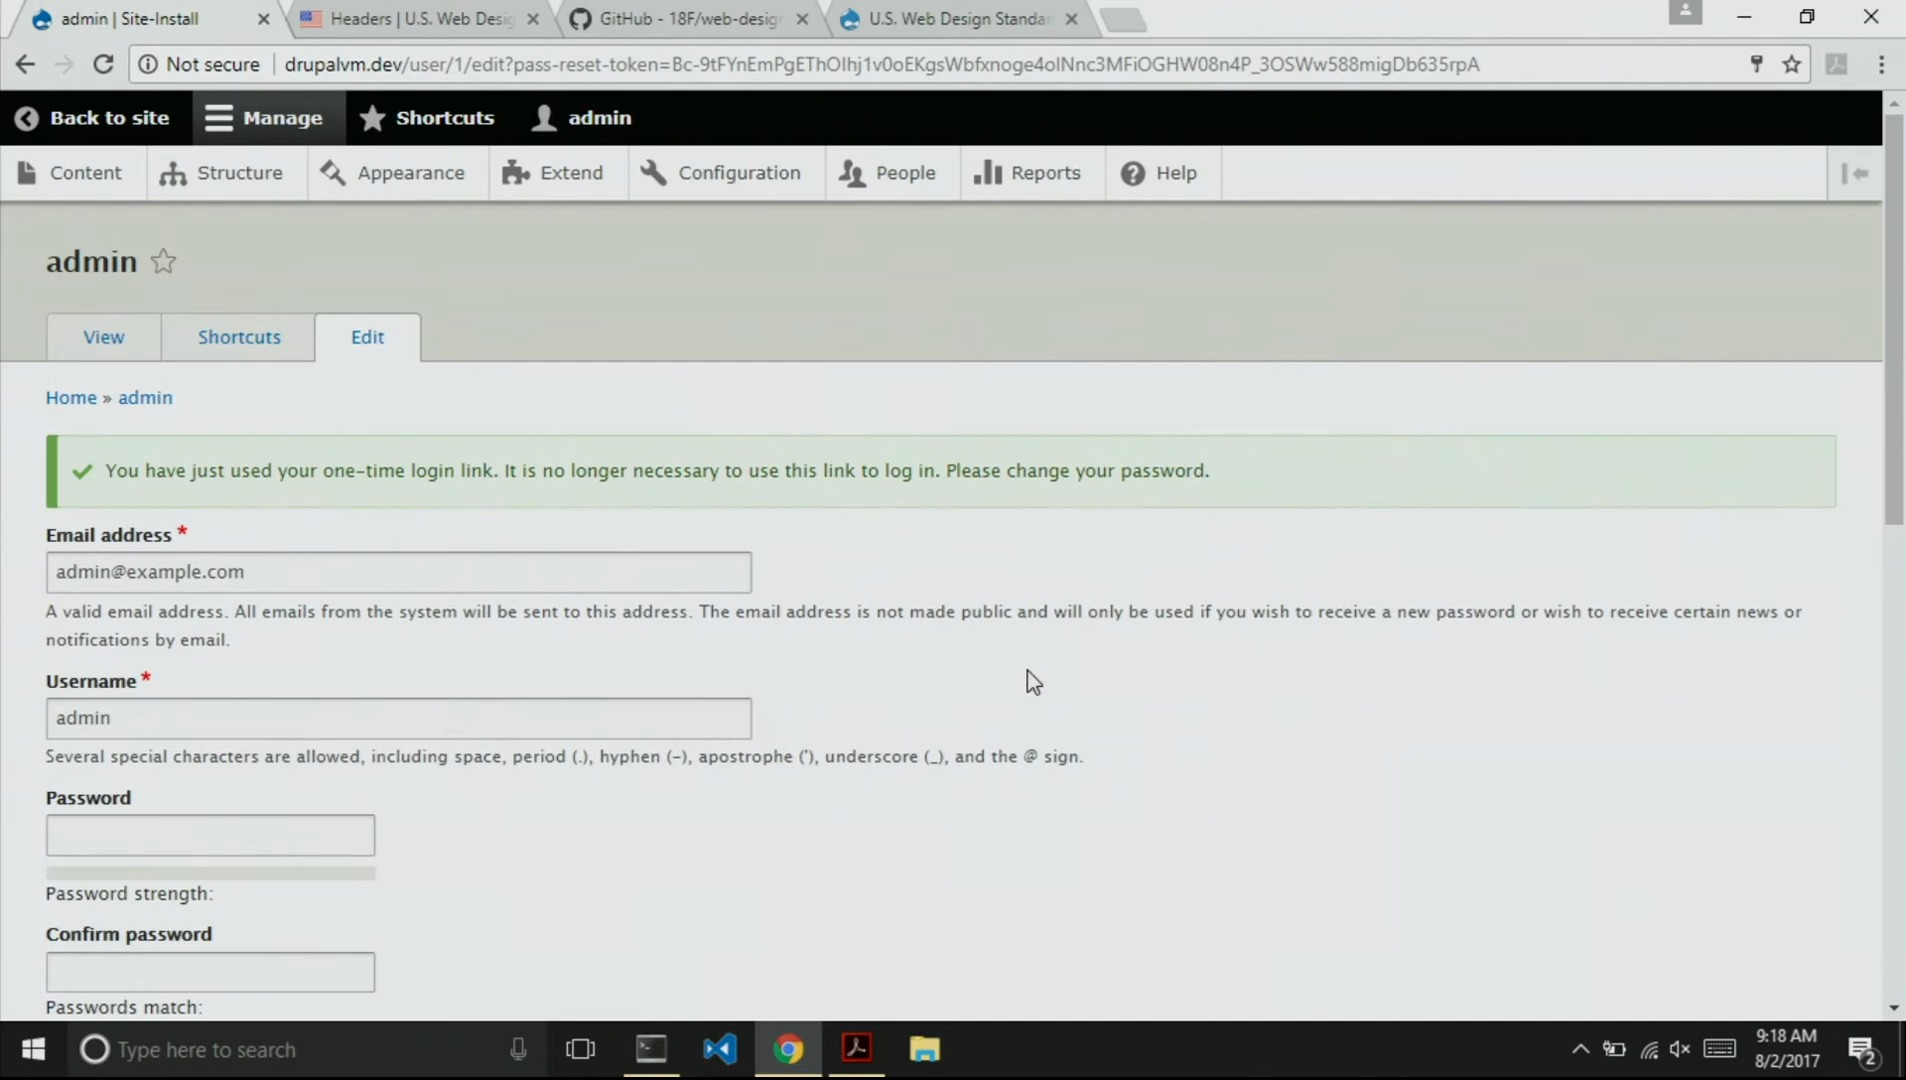 admin | Site-Install
Headers | U.S. Web Desig
GitHub - 18F/web-design
U.S. Web Design Standar
Not secure
drupalvm.dev/user/1/edit?pass-reset-token=Bc-9tFYnEmPgEThOIhj1v0oEKgsWbfxnoge4olNnc3MFiOGHW08n4P_3OSWw588migDb635rpA
Back to site
Manage
Shortcuts
admin
Content
Structure
Appearance
Extend
Configuration
People
Reports
Help
admin
View
Shortcuts
Edit
Home » admin
You have just used your one-time login link. It is no longer necessary to use this link to log in. Please change your password.
Email address *
admin@example.com
A valid email address. All emails from the system will be sent to this address. The email address is not made public and will only be used if you wish to receive a new password or wish to receive certain news or
notifications by email.
Username *
admin
Several special characters are allowed, including space, period (.), hyphen (-), apostrophe ('), underscore (_), and the @ sign.
Password
Password strength:
Confirm password
Passwords match:
Type here to search
9:18 AM
8/2/2017
2